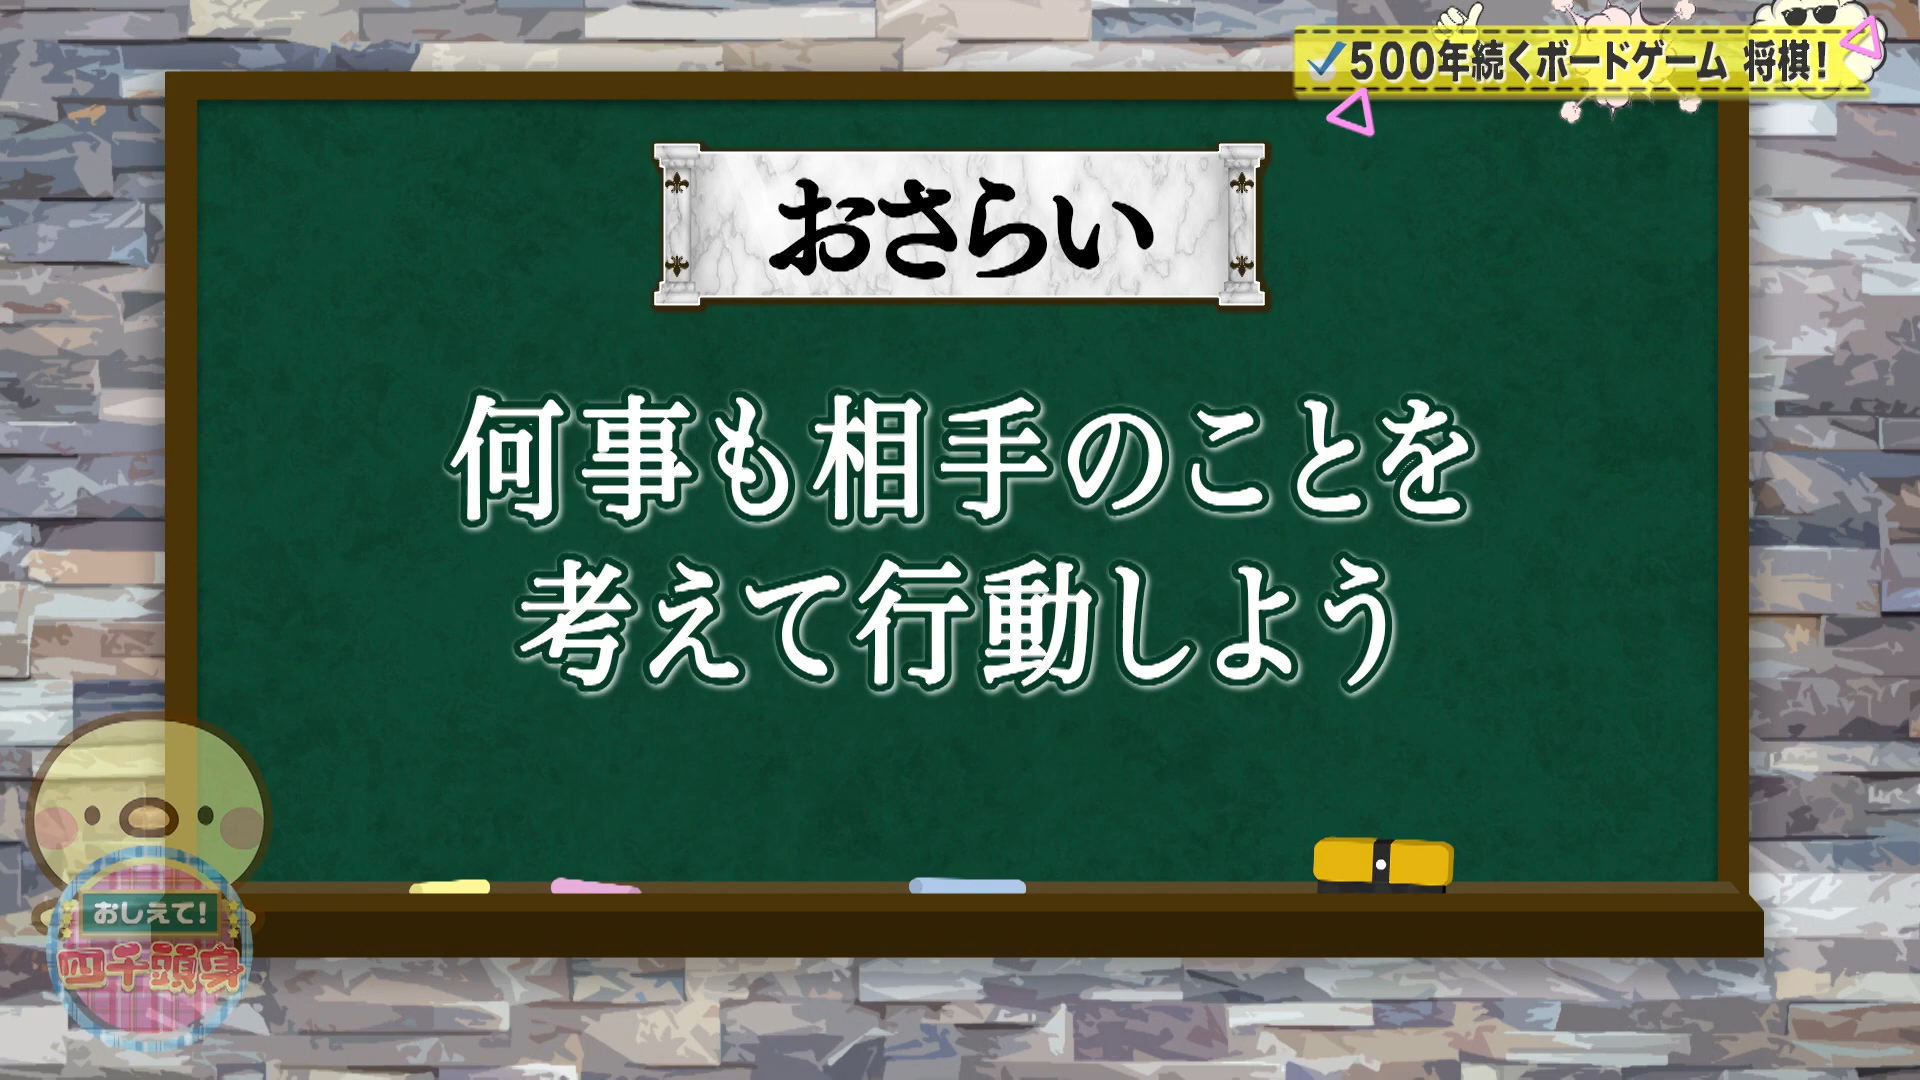 ✓500年続くボードゲーム 将棋!
おさらい
何事も相手のことを
考えて行動しよう
おしえて!
四千頭身